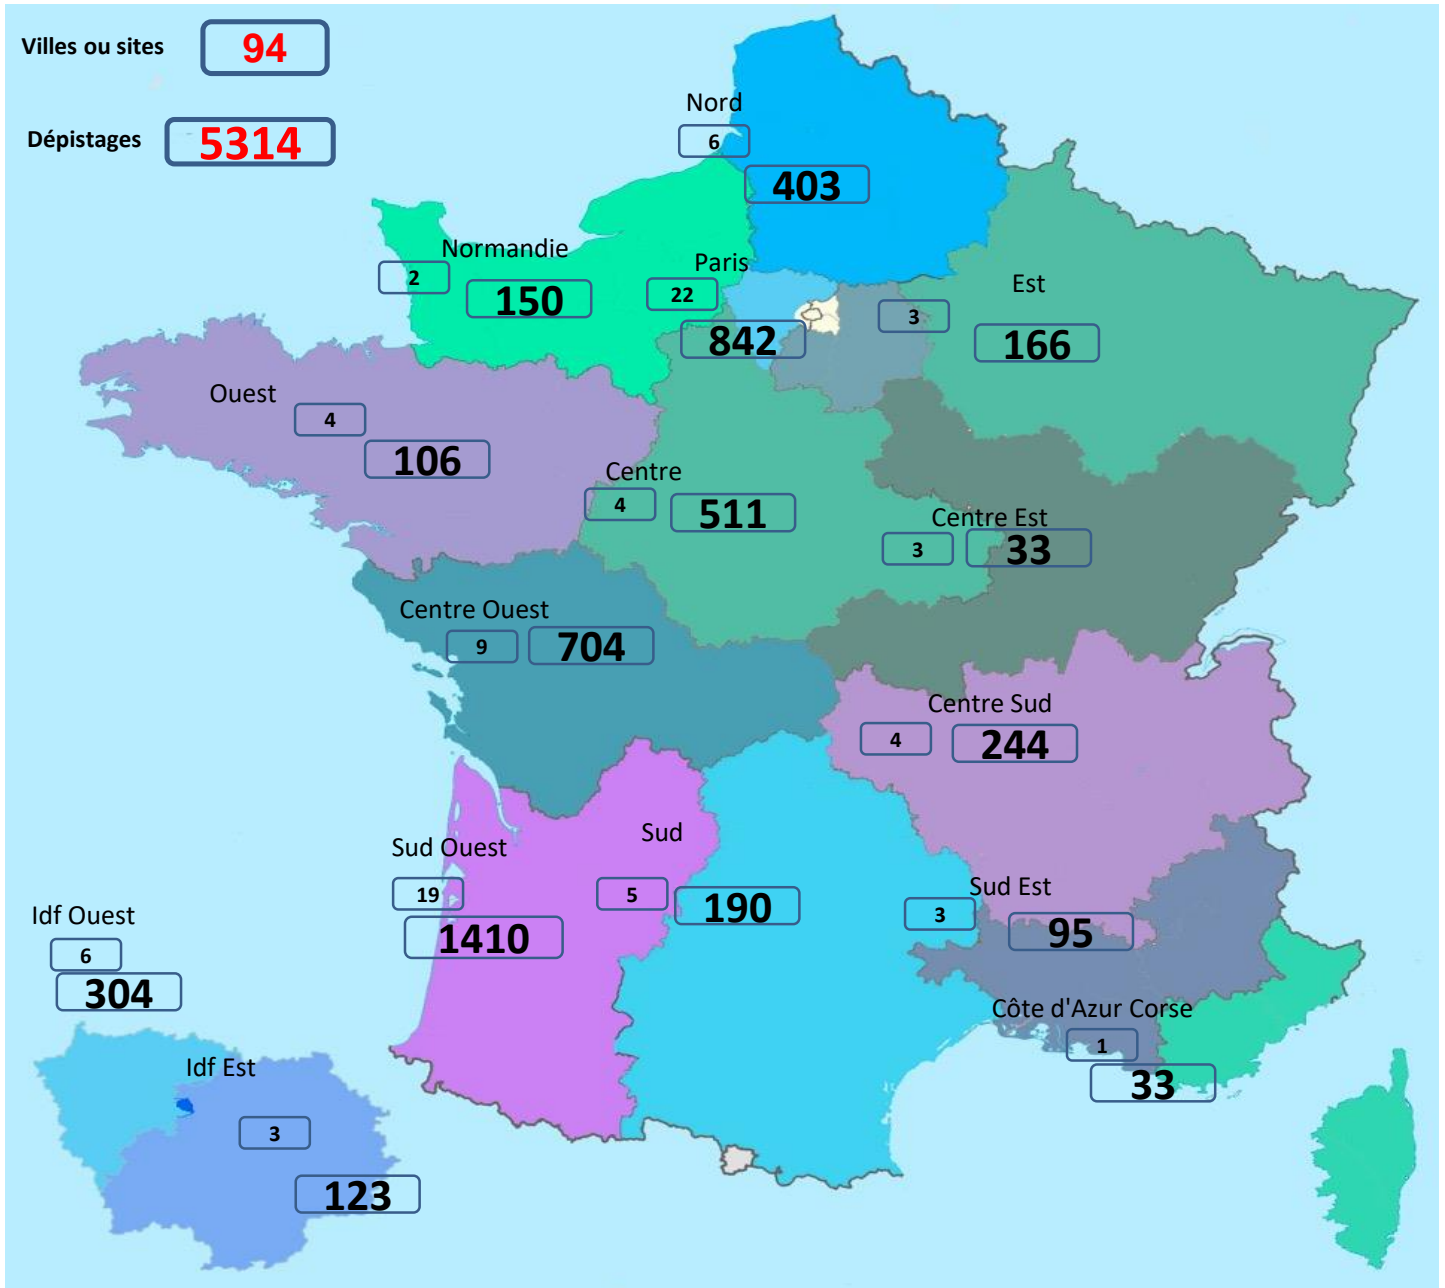 Villes ou sites 94
Dépistages 5314
Nord
6
403
Normandie
2
150
Paris
22
842
Est
3
166
Ouest
4
106
Centre
4
511
Centre Est
3
33
Centre Ouest
9
704
Centre Sud
4
244
Sud Ouest
19
1410
Sud
5
190
Sud Est
3
95
Idf Ouest
6
304
Côte d'Azur Corse
1
33
Idf Est
3
123